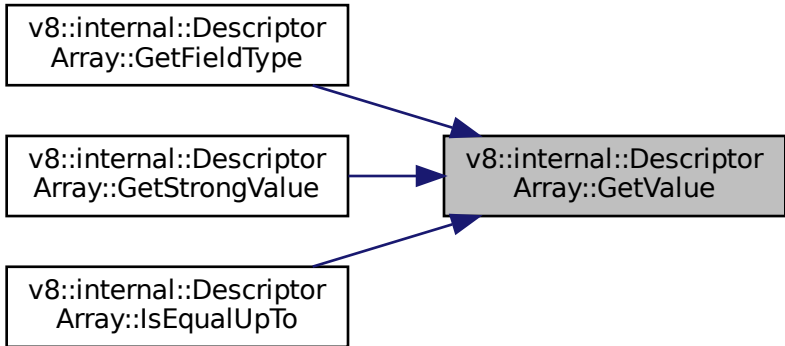 v8::internal::Descriptor
Array::GetFieldType
v8::internal::Descriptor
Array::GetStrongValue
v8::internal::Descriptor
Array::GetValue
v8::internal::Descriptor
Array::IsEqualUpTo